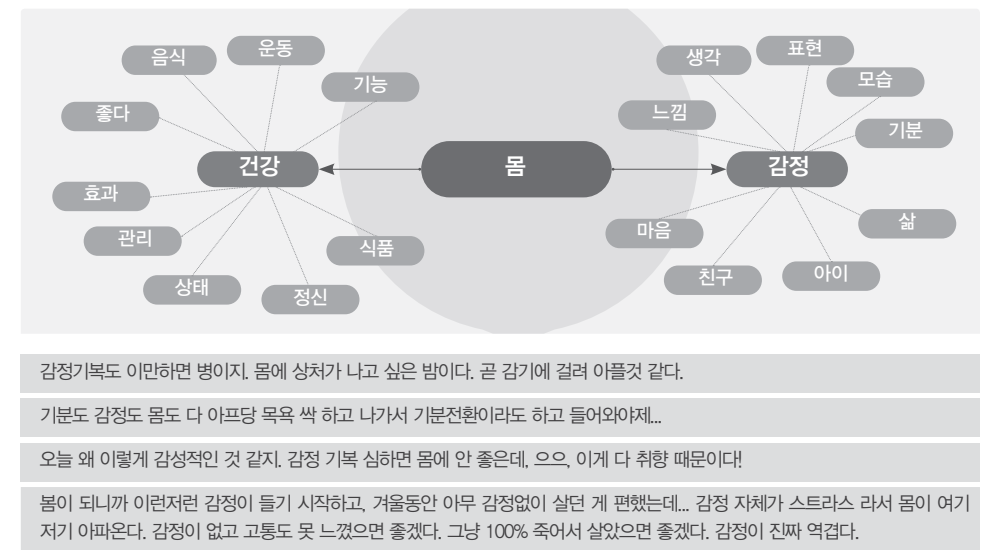 음식
운동
기능
좋다
건강
효과
관리
상태
정신
식품
몸
생각
표현
모습
느낌
기분
감정
마음
삶
친구
아이
감정기복도 이만하면 병이지. 몸에 상처가 나고 싶은 밤이다. 곧 감기에 걸려 아플것 같다.
기분도 감정도 몸도 다 아프당 목욕 싹 하고 나가서 기분전환이라도 하고 들어와야제...
오늘 왜 이렇게 감성적인 것 같지. 감정 기복 심하면 몸에 안 좋은데, 으으, 이게 다 취향 때문이다!
봄이 되니까 이런저런 감정이 들기 시작하고, 겨울동안 아무 감정없이 살던 게 편했는데... 감정 자체가 스트라스 라서 몸이 여기
저기 아파온다. 감정이 없고 고통도 못 느꼈으면 좋겠다. 그냥 100% 죽어서 살았으면 좋겠다. 감정이 진짜 역겹다.